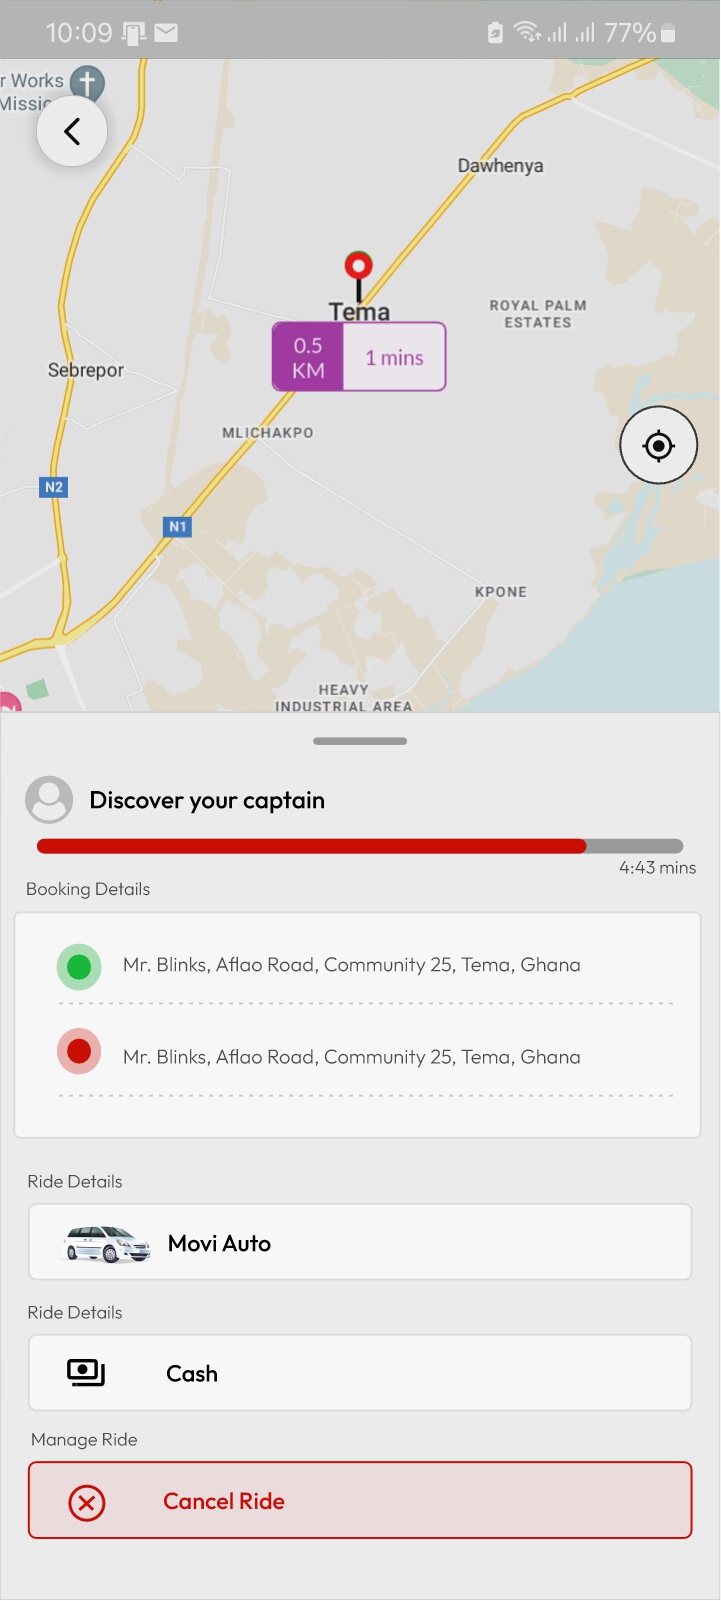 10:09
77%
r Works
Missic
Dawhenya
Tema
ROYAL PALM
ESTATES
0.5
KM
1 mins
Sebrepor
MLICHAKPO
N2
N1
KPONE
HEAVY
INDUSTRIAL AREA
Discover your captain
4:43 mins
Booking Details
Mr. Blinks, Aflao Road, Community 25, Tema, Ghana
Mr. Blinks, Aflao Road, Community 25, Tema, Ghana
Ride Details
Movi Auto
Ride Details
Cash
Manage Ride
Cancel Ride